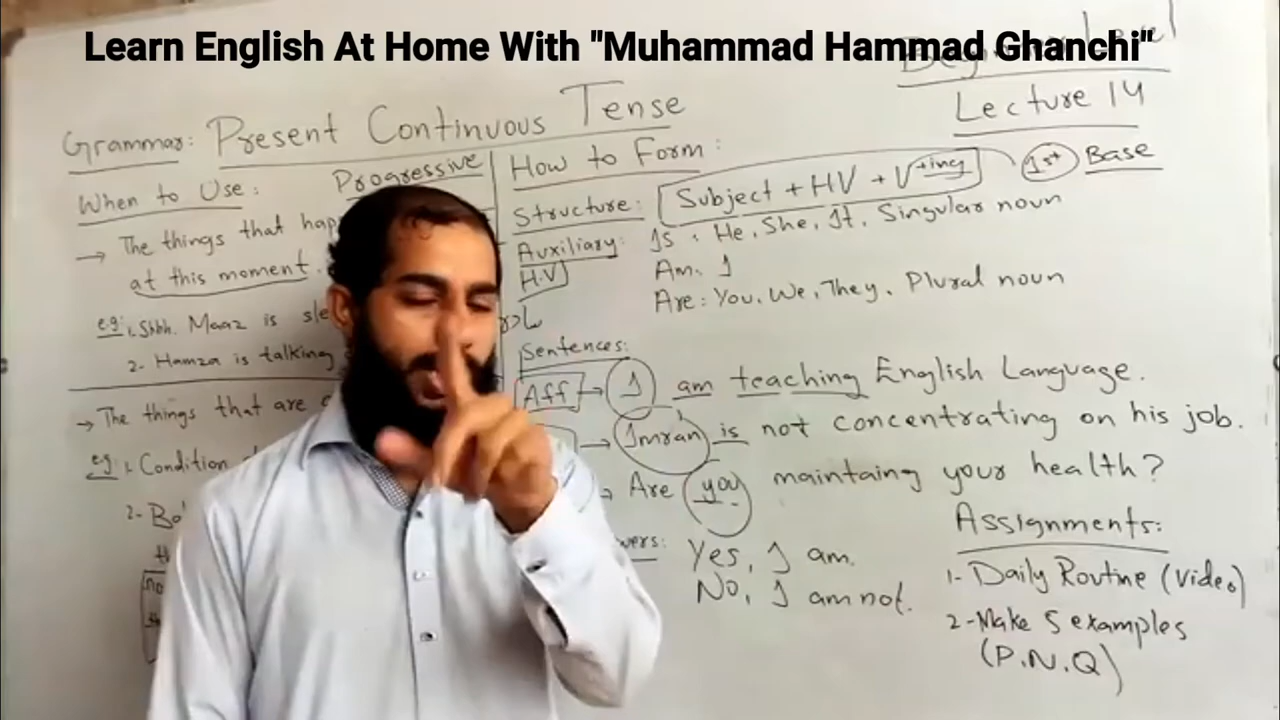 Learn English At Home With "Muhammad Hammad Ghanchi"
Lecture 14
Grammar: Present Continuous Tense
Progressive
When to Use:
→ The things that
at this moment.
e.g: 1. Shbh. Maaz is
2- Hamza is talking
→ The things that are
eg: 1. Condition
2-
How to Form:
Structure: Subject + HV + V+ing 1st Base
Auxiliary: Is: He, She, It, Singular noun
H.V
Am: I
Are: You, We, They, Plural noun
Sentences:
Aff → I am teaching English Language.
→ Imran is not concentrating on his job.
→ Are you maintaing your health?
Yes, I am.
No, I am not.
Assignments:
1- Daily Routine (Video)
2- Make 5 examples
(P.N.Q)